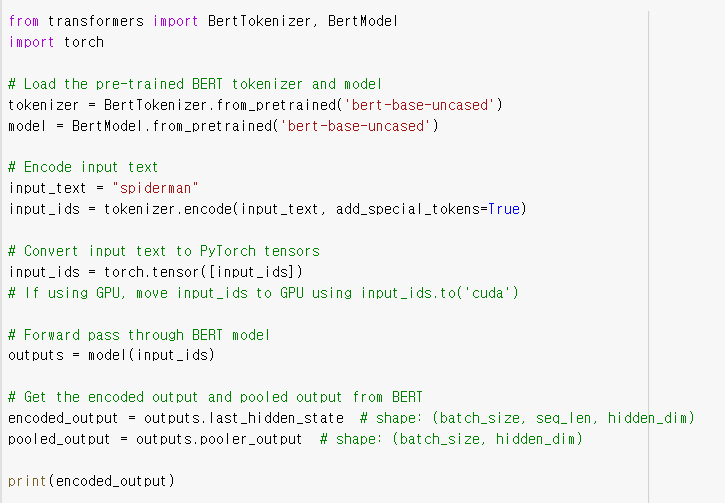 from transformers import BertTokenizer, BertModel
import torch

# Load the pre-trained BERT tokenizer and model
tokenizer = BertTokenizer.from_pretrained('bert-base-uncased')
model = BertModel.from_pretrained('bert-base-uncased')

# Encode input text
input_text = "spiderman"
input_ids = tokenizer.encode(input_text, add_special_tokens=True)

# Convert input text to PyTorch tensors
input_ids = torch.tensor([input_ids])
# If using GPU, move input_ids to GPU using input_ids.to('cuda')

# Forward pass through BERT model
outputs = model(input_ids)

# Get the encoded output and pooled output from BERT
encoded_output = outputs.last_hidden_state  # shape: (batch_size, seq_len, hidden_dim)
pooled_output = outputs.pooler_output  # shape: (batch_size, hidden_dim)

print(encoded_output)